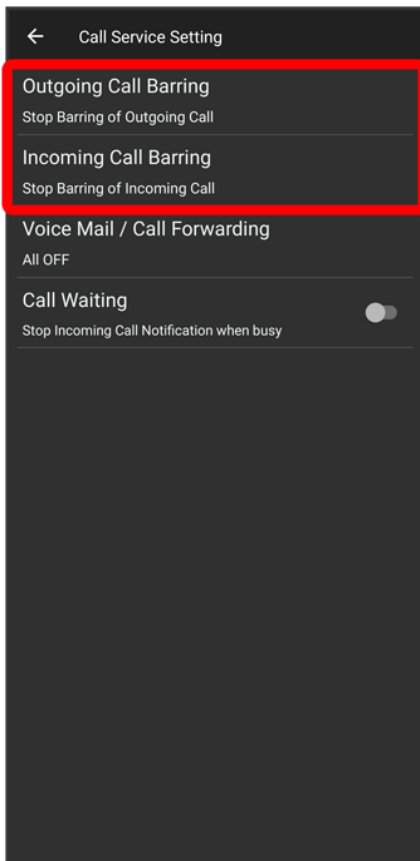 Call Service Setting
Outgoing Call Barring
Stop Barring of Outgoing Call
Incoming Call Barring
Stop Barring of Incoming Call
Voice Mail / Call Forwarding
All OFF
Call Waiting
Stop Incoming Call Notification when busy